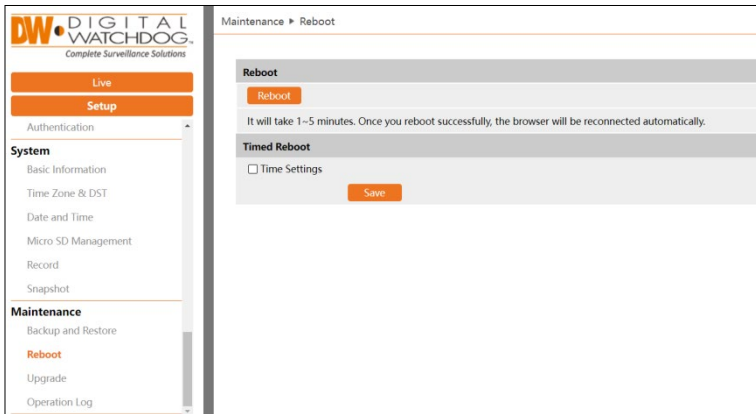 DW DIGITAL
WATCHDOG™
Complete Surveillance Solutions
Live
Setup
Authentication
System
Basic Information
Time Zone & DST
Date and Time
Micro SD Management
Record
Snapshot
Maintenance
Backup and Restore
Reboot
Upgrade
Operation Log
Maintenance ▶ Reboot
Reboot
Reboot
It will take 1~5 minutes. Once you reboot successfully, the browser will be reconnected automatically.
Timed Reboot
Time Settings
Save